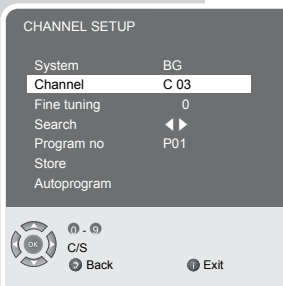 CHANNEL SETUP
System BG
Channel C 03
Fine tuning 0
Search
Program no P01
Store
Autoprogram
0 - 9
OK
C/S
Back
i Exit